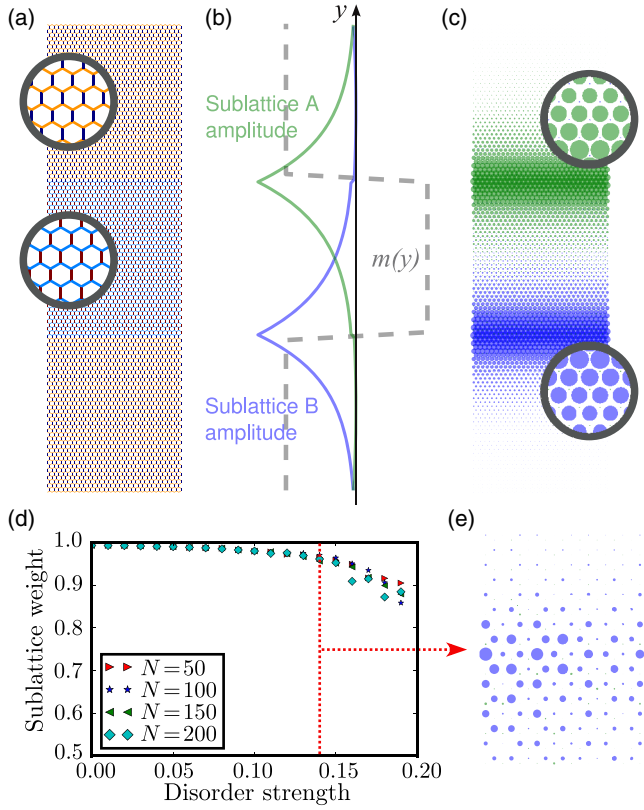 (a)
(b)
y
(c)
Sublattice A
amplitude
m(y)
Sublattice B
amplitude
(d)
(e)
1.0
0.9
0.8
0.7
0.6
0.5
Sublattice weight
N=50
N=100
N=150
N=200
0.00
0.05
0.10
0.15
0.20
Disorder strength